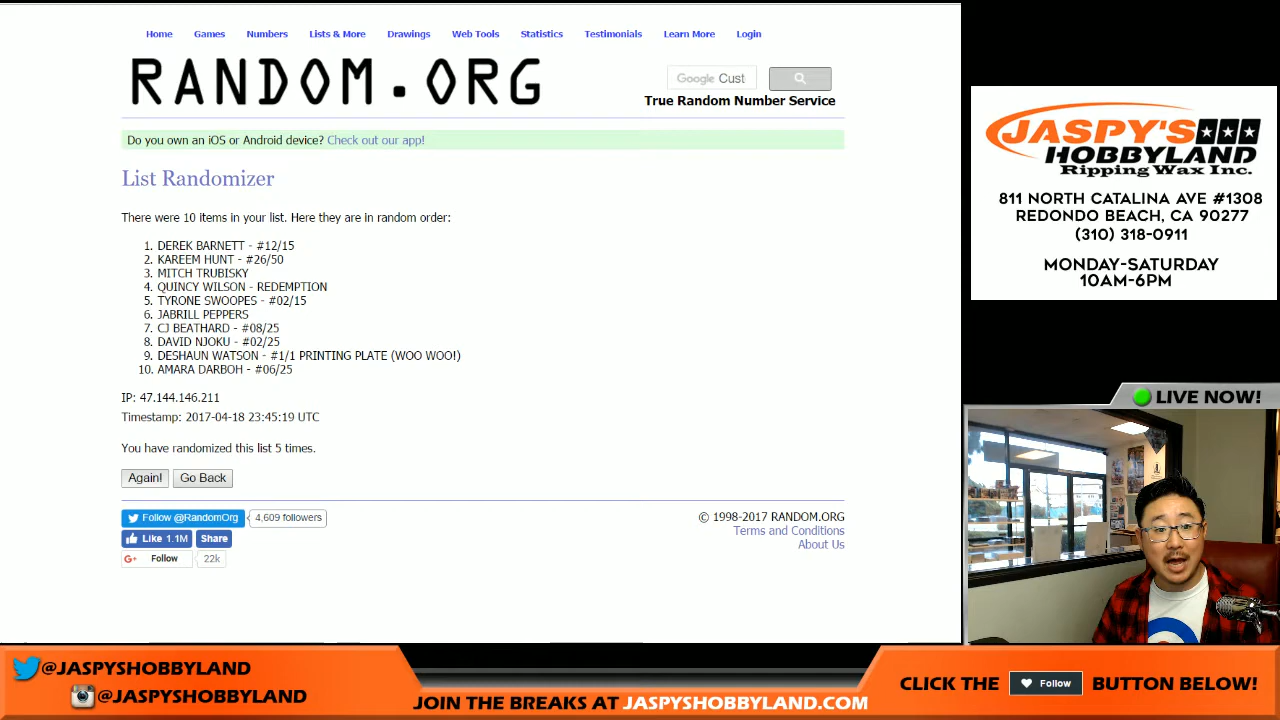 Home Games Numbers Lists & More Drawings Web Tools Statistics Testimonials Learn More Login
RANDOM.ORG
Google Cust
True Random Number Service
Do you own an iOS or Android device? Check out our app!
List Randomizer
There were 10 items in your list. Here they are in random order:
1. DEREK BARNETT - #12/15
2. KAREEM HUNT - #26/50
3. MITCH TRUBISKY
4. QUINCY WILSON - REDEMPTION
5. TYRONE SWOOPES - #02/15
6. JABRILL PEPPERS
7. CJ BEATHARD - #08/25
8. DAVID NJOKU - #02/25
9. DESHAUN WATSON - #1/1 PRINTING PLATE (WOO WOO!)
10. AMARA DARBOH - #06/25
IP: 47.144.146.211
Timestamp: 2017-04-18 23:45:19 UTC
You have randomized this list 5 times.
Again! Go Back
Follow @RandomOrg 4,609 followers
Like 1.1M Share
G+ Follow 22k
© 1998-2017 RANDOM.ORG
Terms and Conditions
About Us
JASPY'S
HOBBYLAND
Ripping Wax Inc.
811 NORTH CATALINA AVE #1308
REDONDO BEACH, CA 90277
(310) 318-0911
MONDAY-SATURDAY
10AM-6PM
LIVE NOW!
@JASPYSHOBBYLAND
@JASPYSHOBBYLAND
JOIN THE BREAKS AT JASPYSHOBBYLAND.COM
CLICK THE Follow BUTTON BELOW!